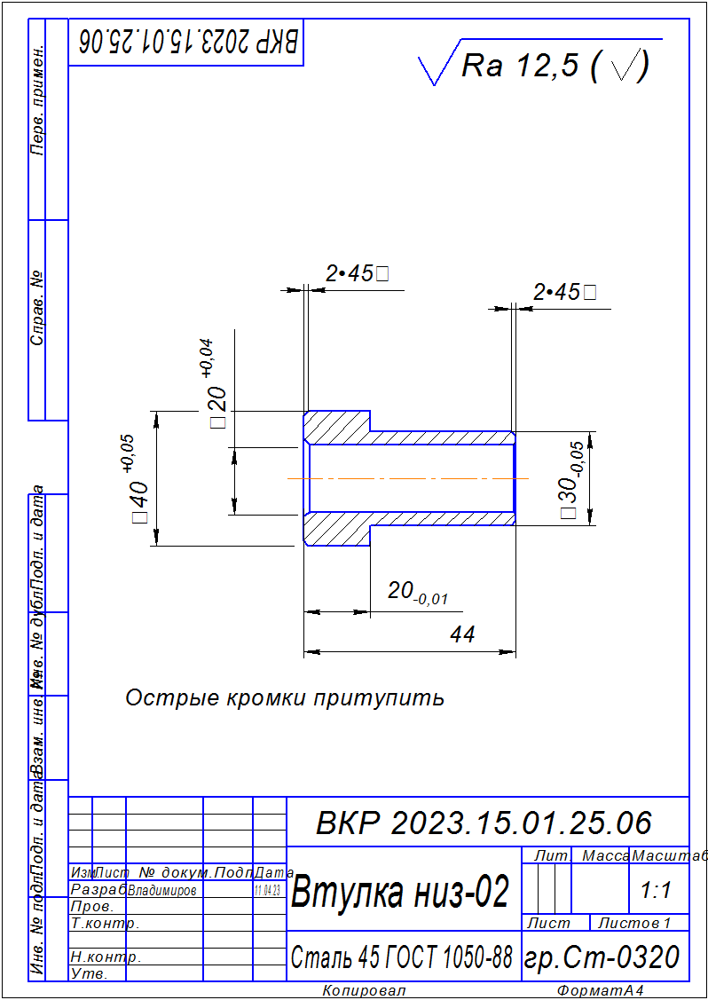 ВКР 2023.15.01.25.06
Ra 12,5 (√)
Перв. примен.
Справ. №
2•45□
2•45□
□20 +0,04
□40 +0,05
□30 -0,05
20 -0,01
44
Острые кромки притупить
Подп. и дата
Инв. № дубл.
Взам. инв. №
Подп. и дата
Инв. № подл.
ВКР 2023.15.01.25.06
Лит. Масса Масштаб
Изм Лист № докум. Подп. Дата
Разраб. Владимиров 11.04.23
Втулка низ-02
1:1
Пров.
Т.контр.
Лист Листов 1
Н.контр.
Сталь 45 ГОСТ 1050-88
гр.Ст-0320
Утв.
Копировал
Формат А4